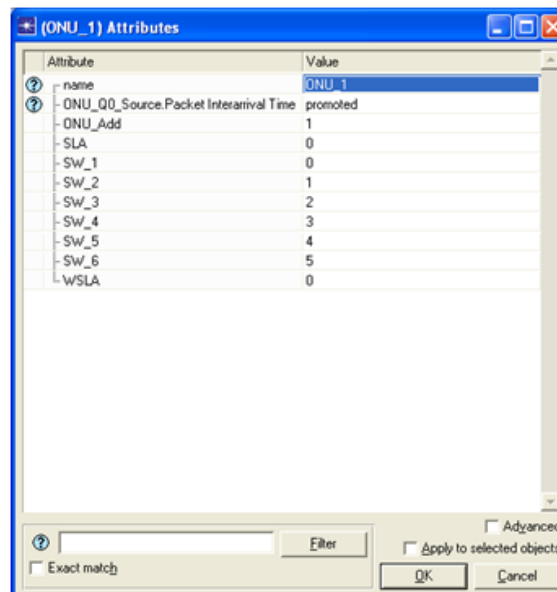 (ONU_1) Attributes
Attribute Value
name ONU_1
ONU_Q0_Source.Packet Interarrival Time promoted
ONU_Add 1
SLA 0
SW_1 0
SW_2 1
SW_3 2
SW_4 3
SW_5 4
SW_6 5
WSLA 0
Advanced
Filter
Apply to selected objects
Exact match
OK Cancel